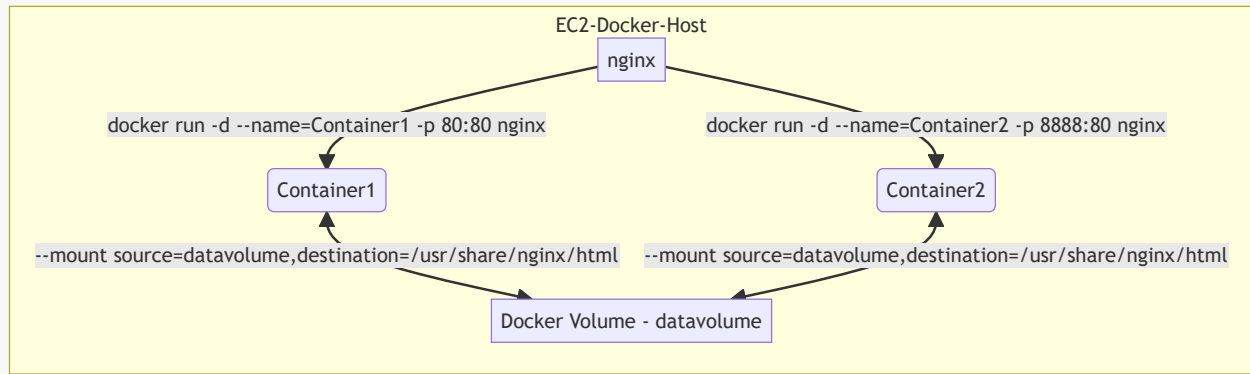 EC2-Docker-Host
nginx
docker run -d --name=Container1 -p 80:80 nginx
docker run -d --name=Container2 -p 8888:80 nginx
Container1
Container2
--mount source=datavolume,destination=/usr/share/nginx/html
--mount source=datavolume,destination=/usr/share/nginx/html
Docker Volume - datavolume